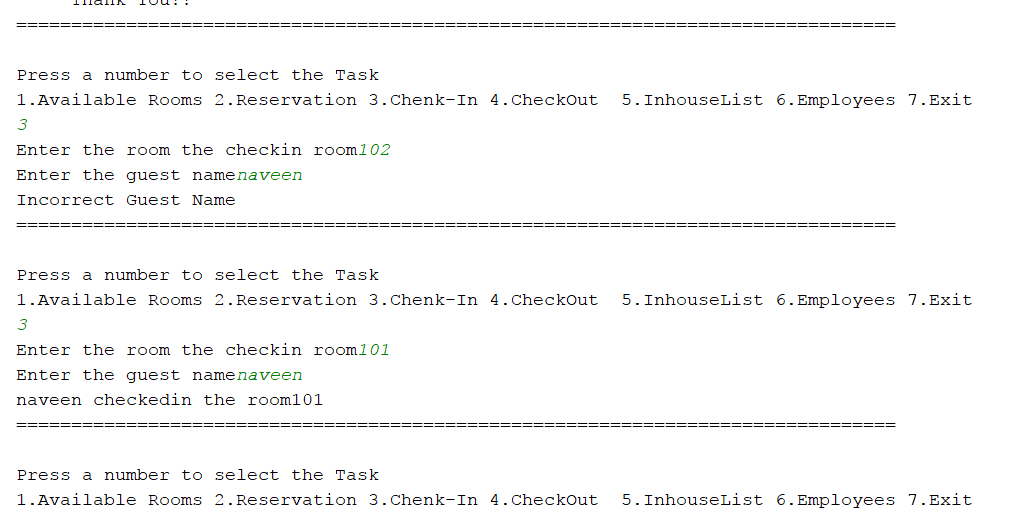 Thank You!!
================================================================================
Press a number to select the Task
1.Available Rooms 2.Reservation 3.Chenk-In 4.CheckOut  5.InhouseList 6.Employees 7.Exit
3
Enter the room the checkin room102
Enter the guest namenaveen
Incorrect Guest Name
================================================================================
Press a number to select the Task
1.Available Rooms 2.Reservation 3.Chenk-In 4.CheckOut  5.InhouseList 6.Employees 7.Exit
3
Enter the room the checkin room101
Enter the guest namenaveen
naveen checkedin the room101
================================================================================
Press a number to select the Task
1.Available Rooms 2.Reservation 3.Chenk-In 4.CheckOut  5.InhouseList 6.Employees 7.Exit